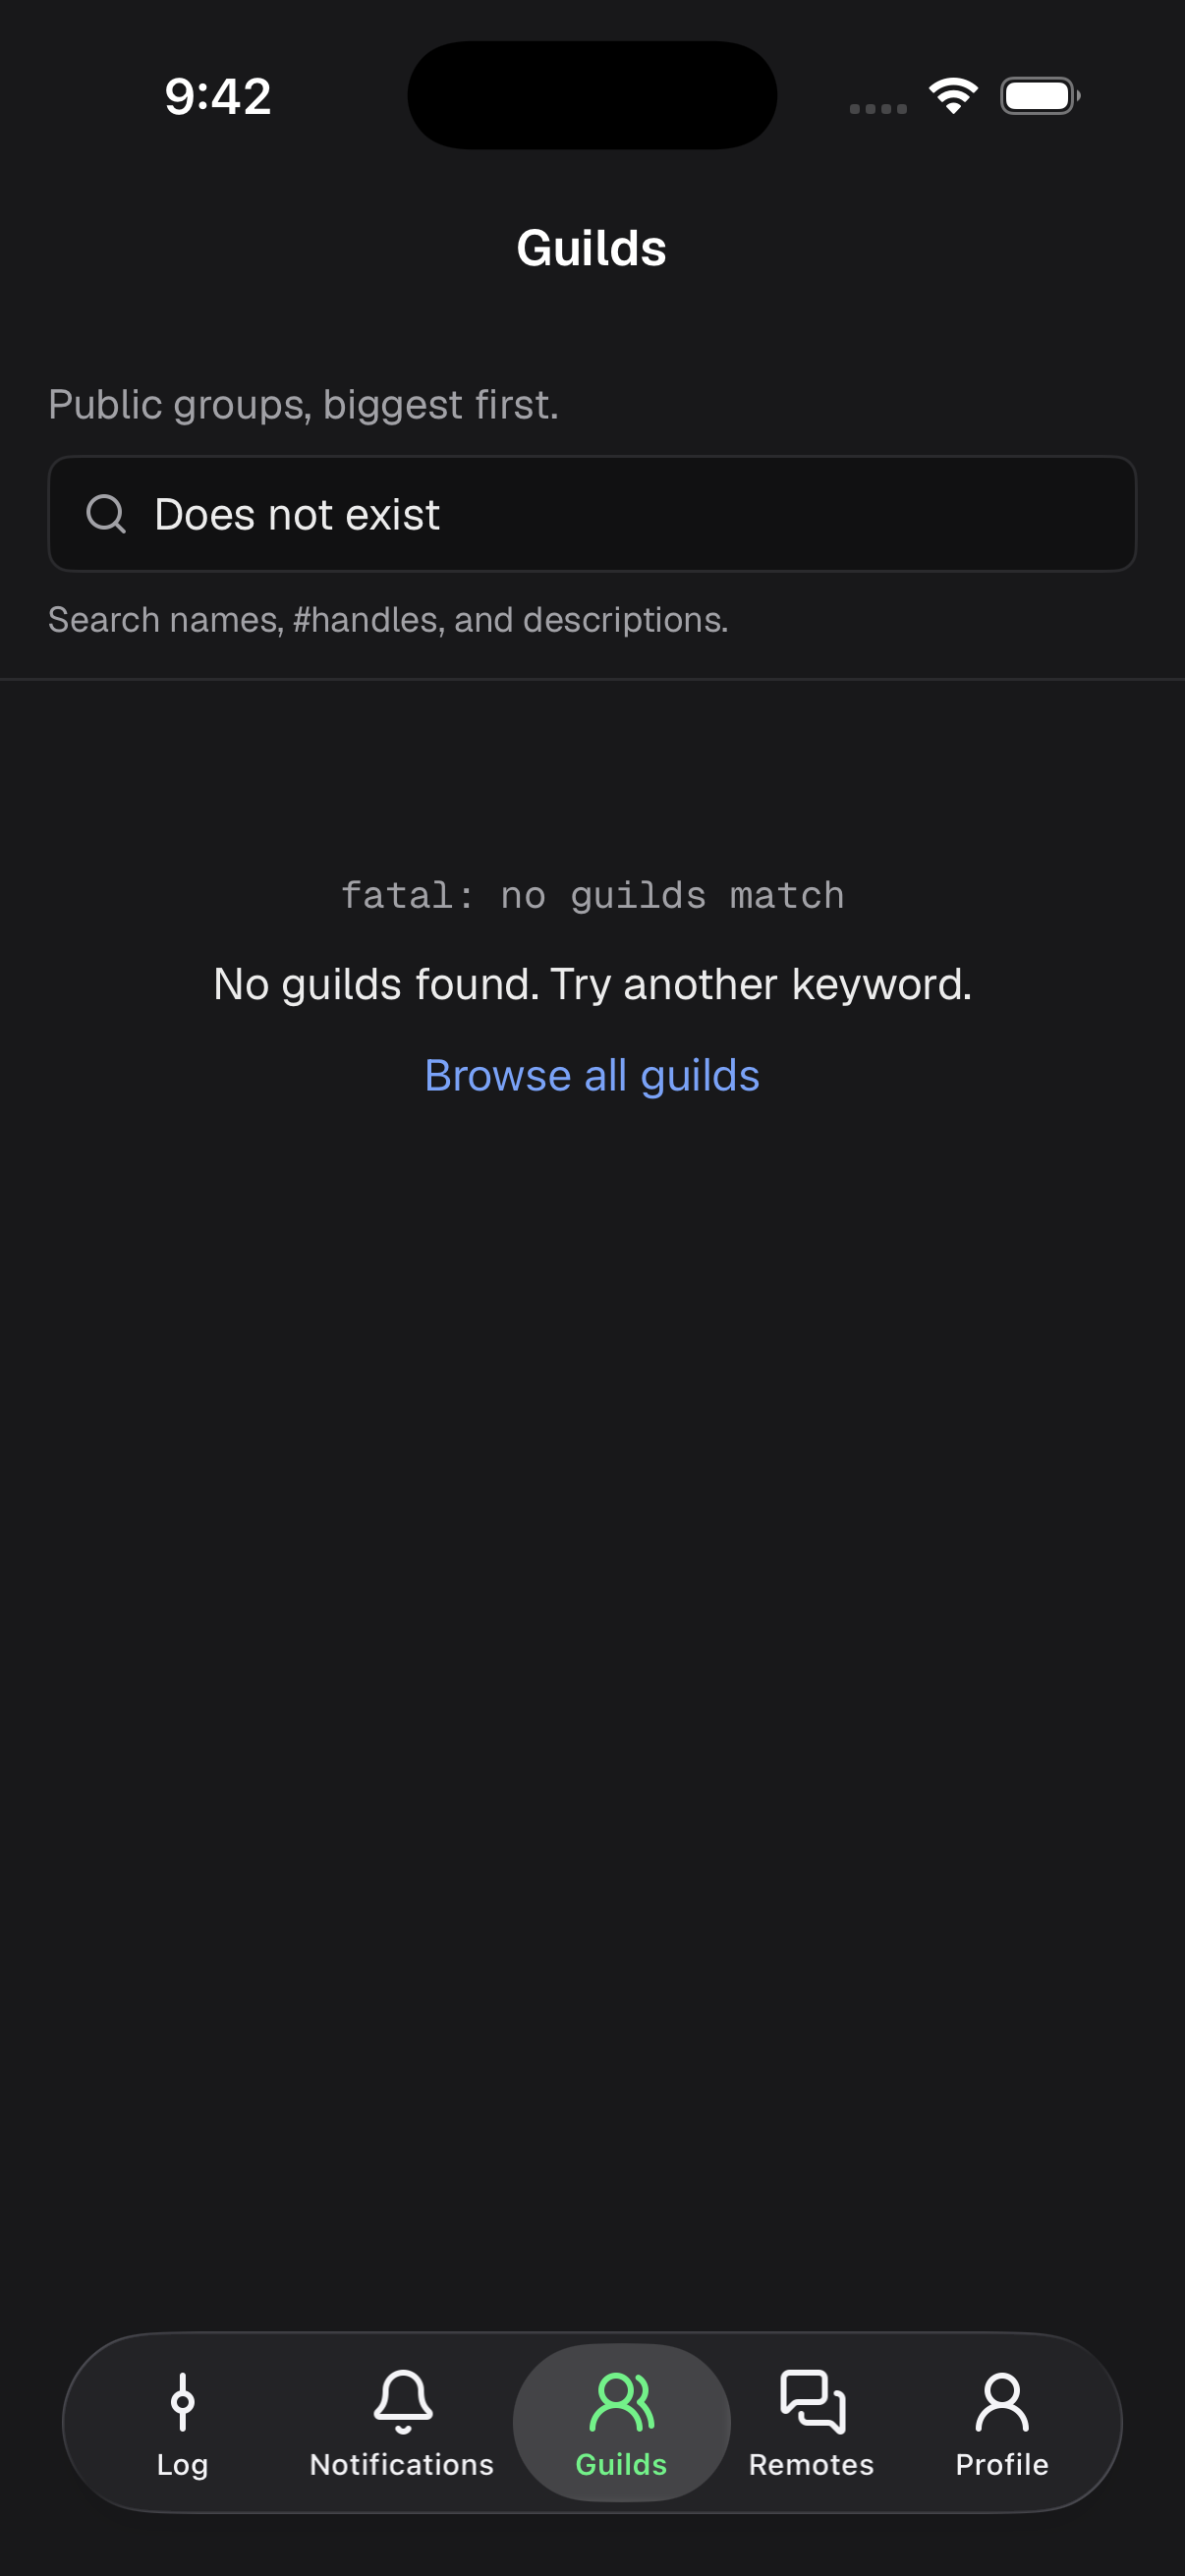 9:42
Guilds
Public groups, biggest first.
Does not exist
Search names, #handles, and descriptions.
fatal: no guilds match
No guilds found. Try another keyword.
Browse all guilds
Log
Notifications
Guilds
Remotes
Profile